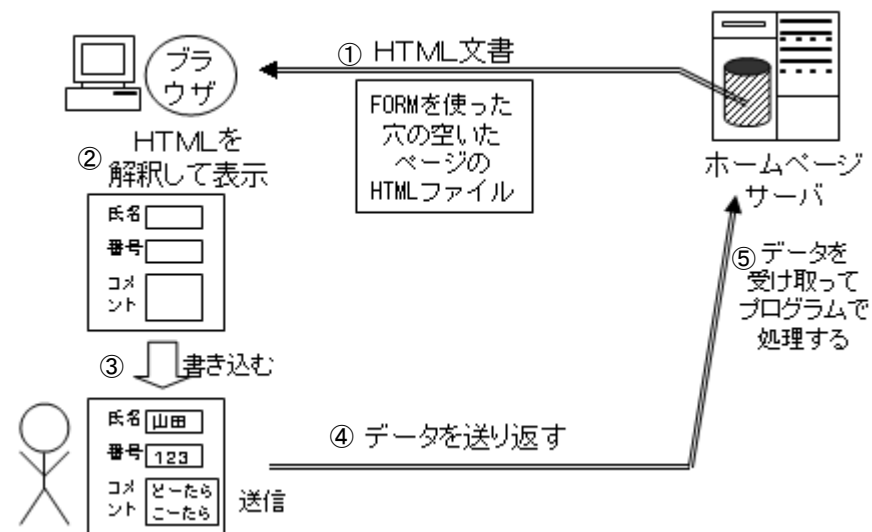 ① HTML文書
ブラ
ウザ
FORMを使った
穴の空いた
ページの
HTMLファイル
ホームページ
サーバ
② HTMLを
解釈して表示
氏名
番号
コメ
ント
③ 書き込む
氏名 山田
番号 123
コメ
ント
どーたら
こーたら
送信
④ データを送り返す
⑤ データを
受け取って
プログラムで
処理する